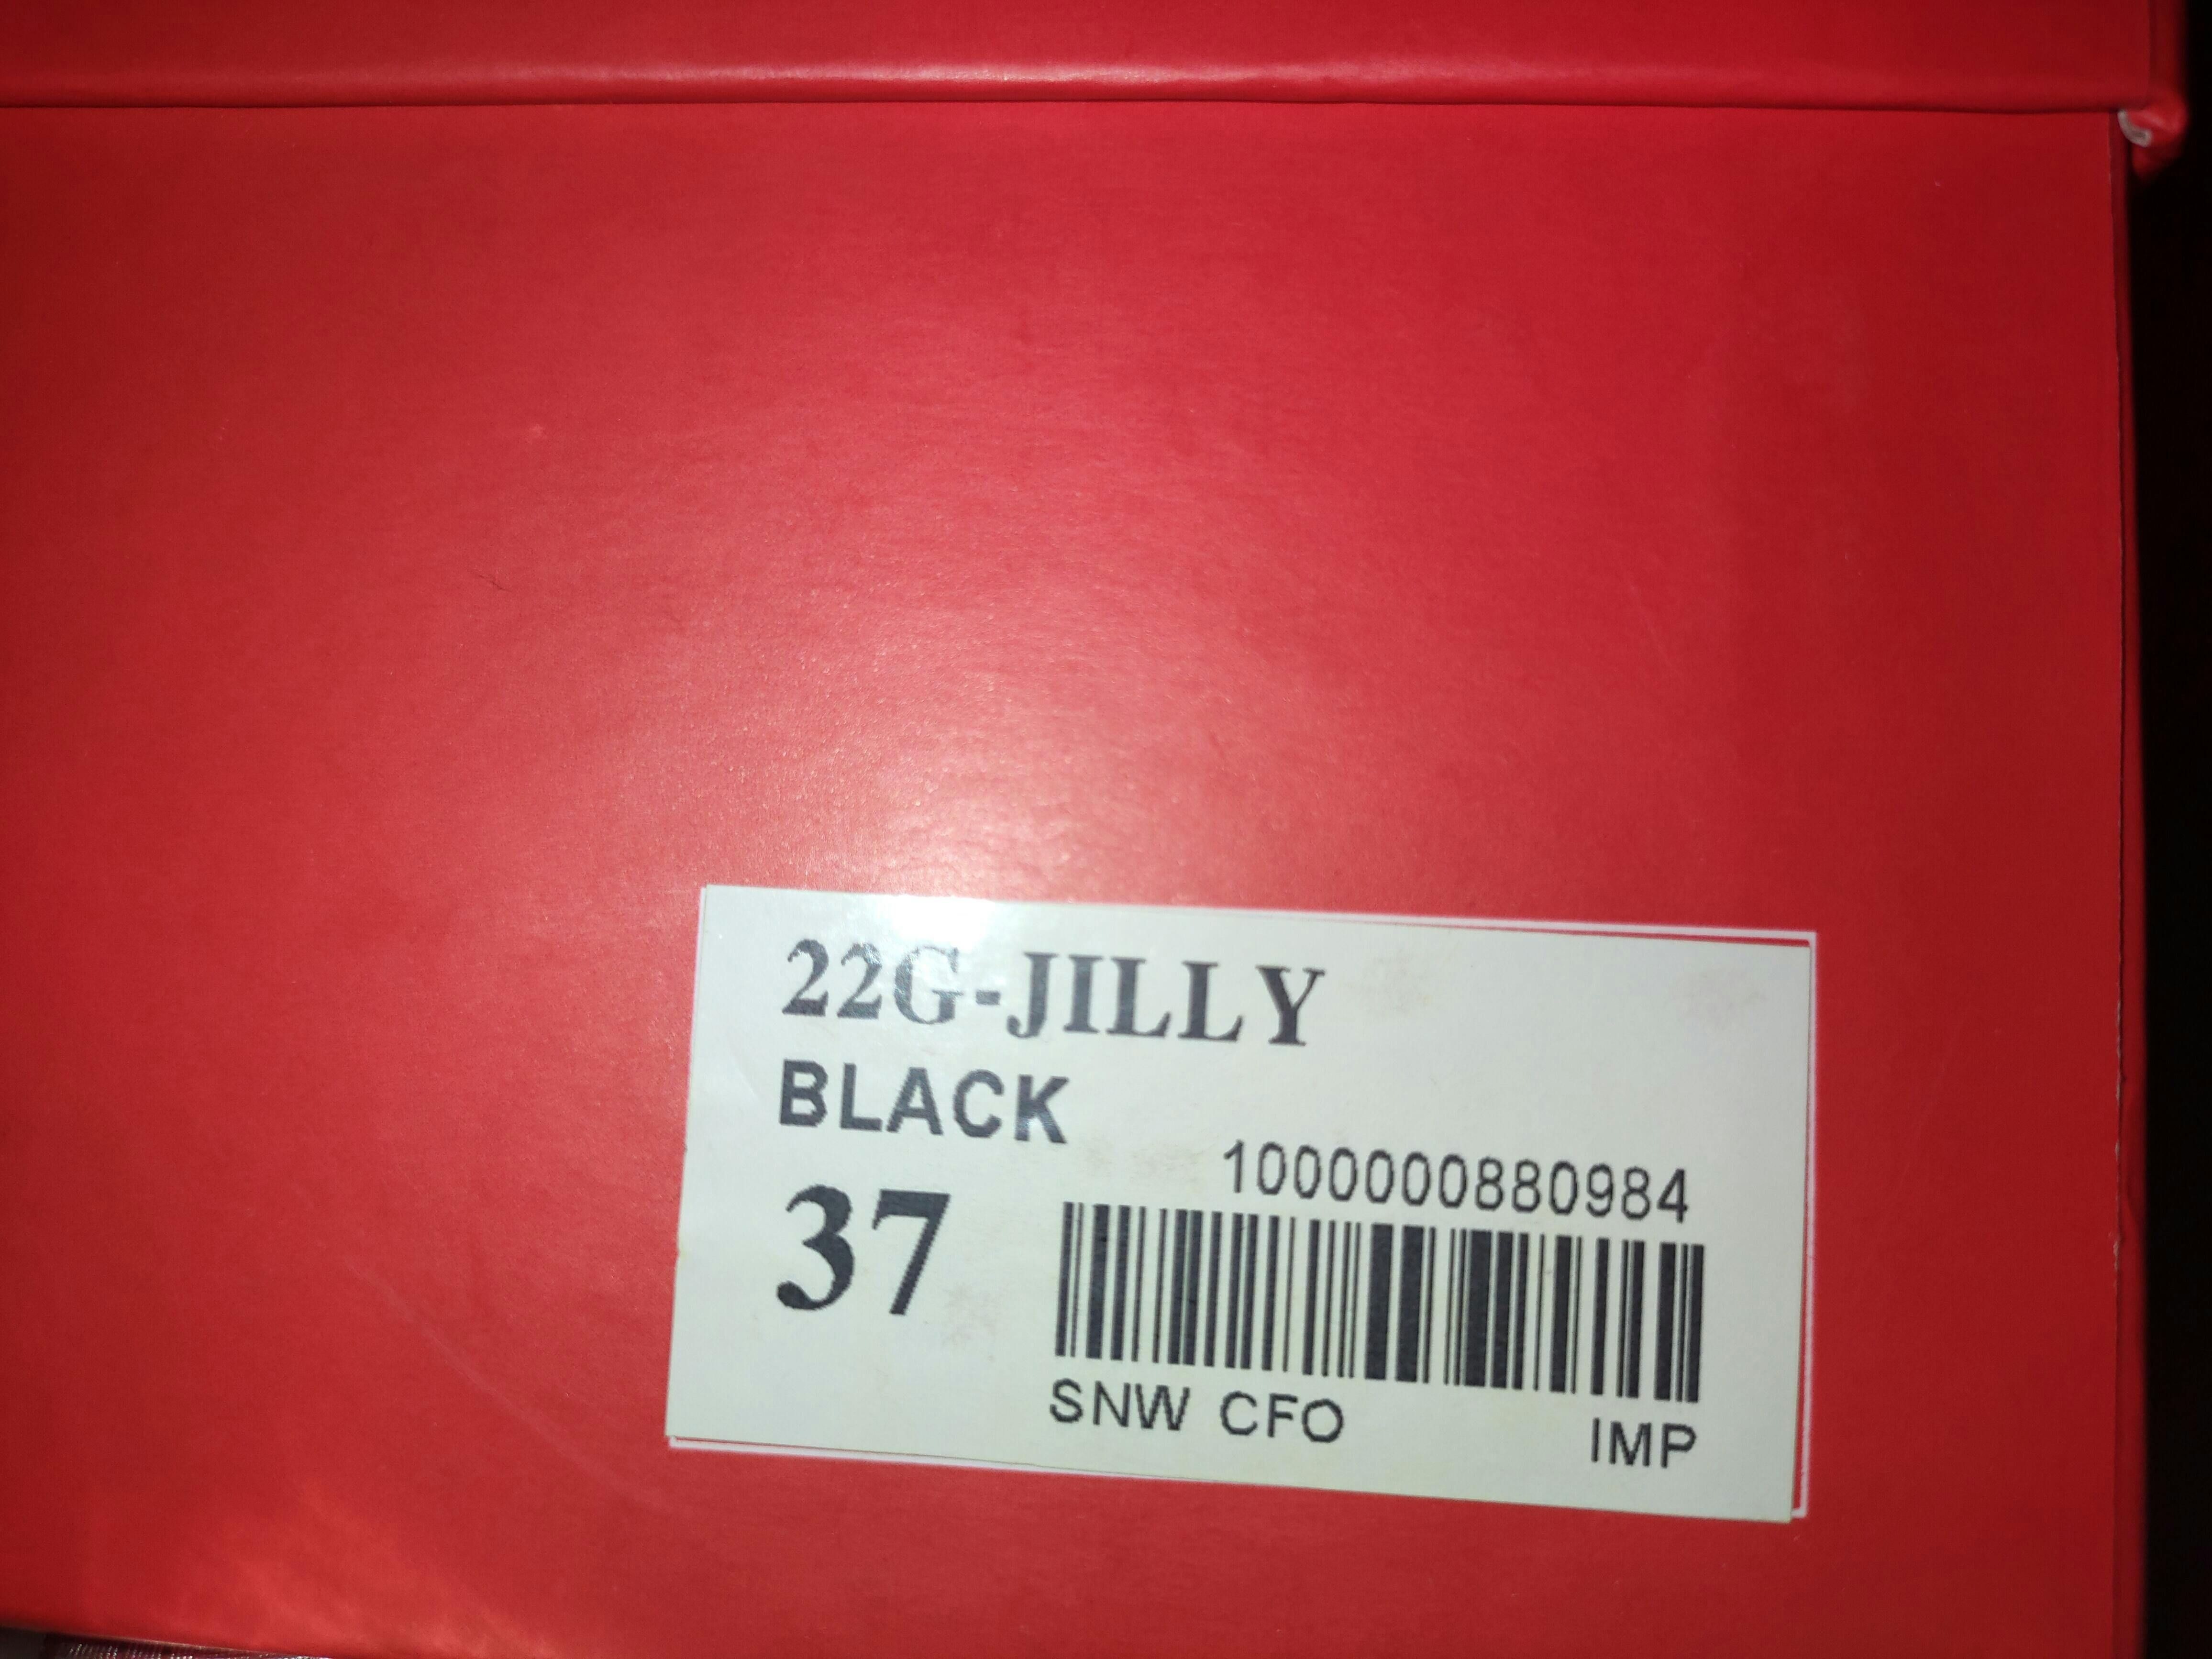 22G-JILLY
BLACK
1000000880984
37
SNW CFO IMP